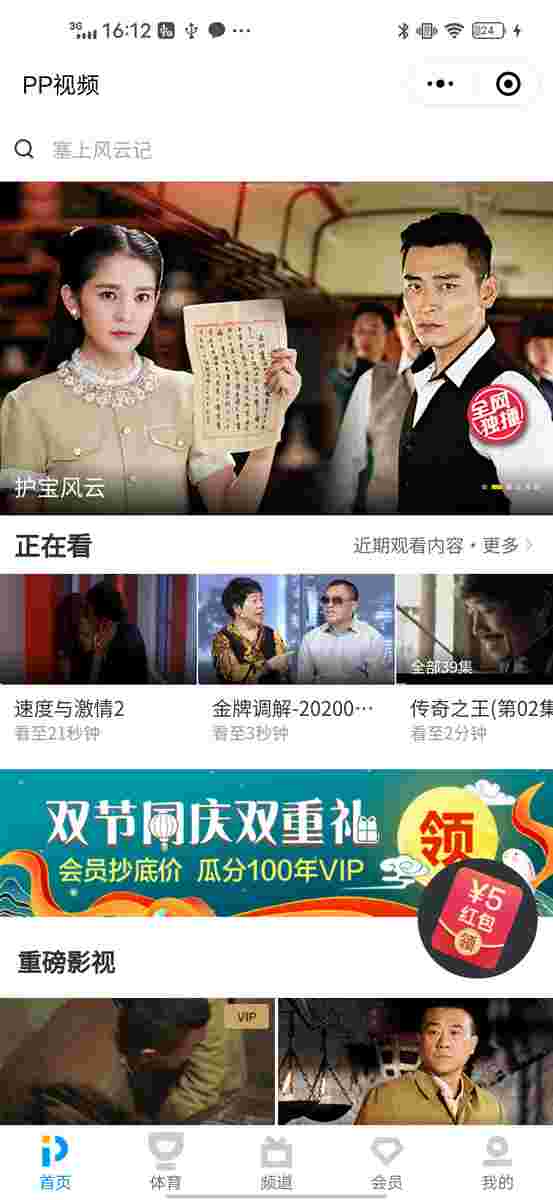 3G 16:12 24
PP视频
塞上风云记
全网
独播
护宝风云
正在看
近期观看内容·更多
全部39集
速度与激情2
金牌调解-20200…
传奇之王(第02集
看至21秒钟
看至3秒钟
看至2分钟
双节同庆双重礼
领
会员抄底价 瓜分100年VIP
¥5
红包
领
重磅影视
VIP
首页
体育
频道
会员
我的